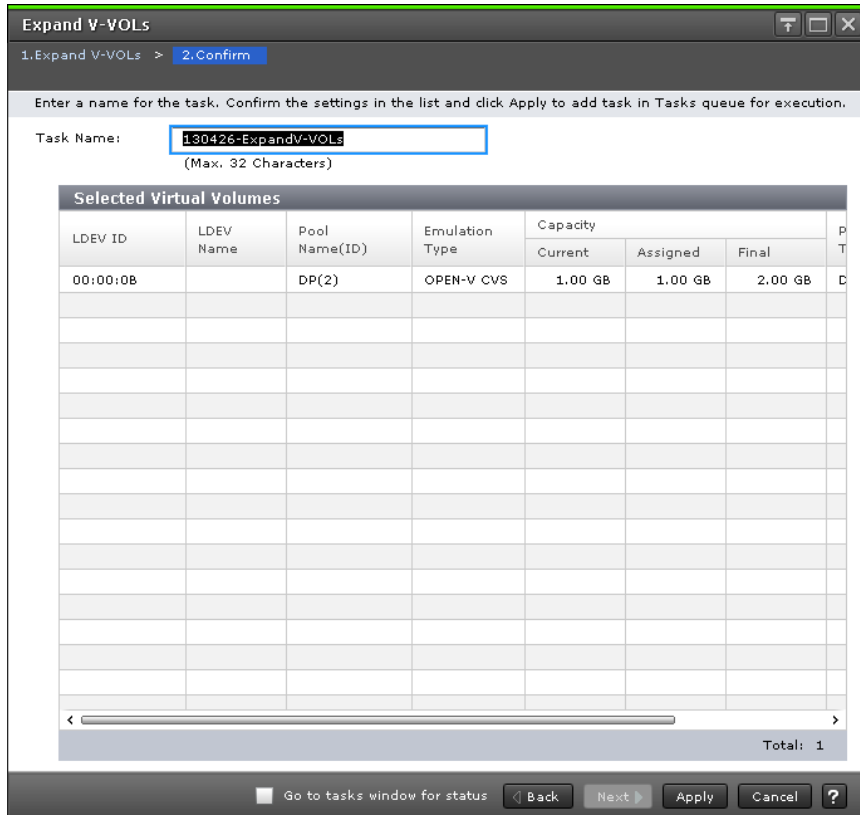 Expand V-VOLs
1.Expand V-VOLs > 2.Confirm
Enter a name for the task. Confirm the settings in the list and click Apply to add task in Tasks queue for execution.
Task Name: 130426-ExpandV-VOLs
(Max. 32 Characters)
Selected Virtual Volumes
LDEV ID LDEV Name Pool Name(ID) Emulation Type Capacity P T
Current Assigned Final
00:00:0B DP(2) OPEN-V CVS 1.00 GB 1.00 GB 2.00 GB D
Total: 1
Go to tasks window for status Back Next Apply Cancel ?